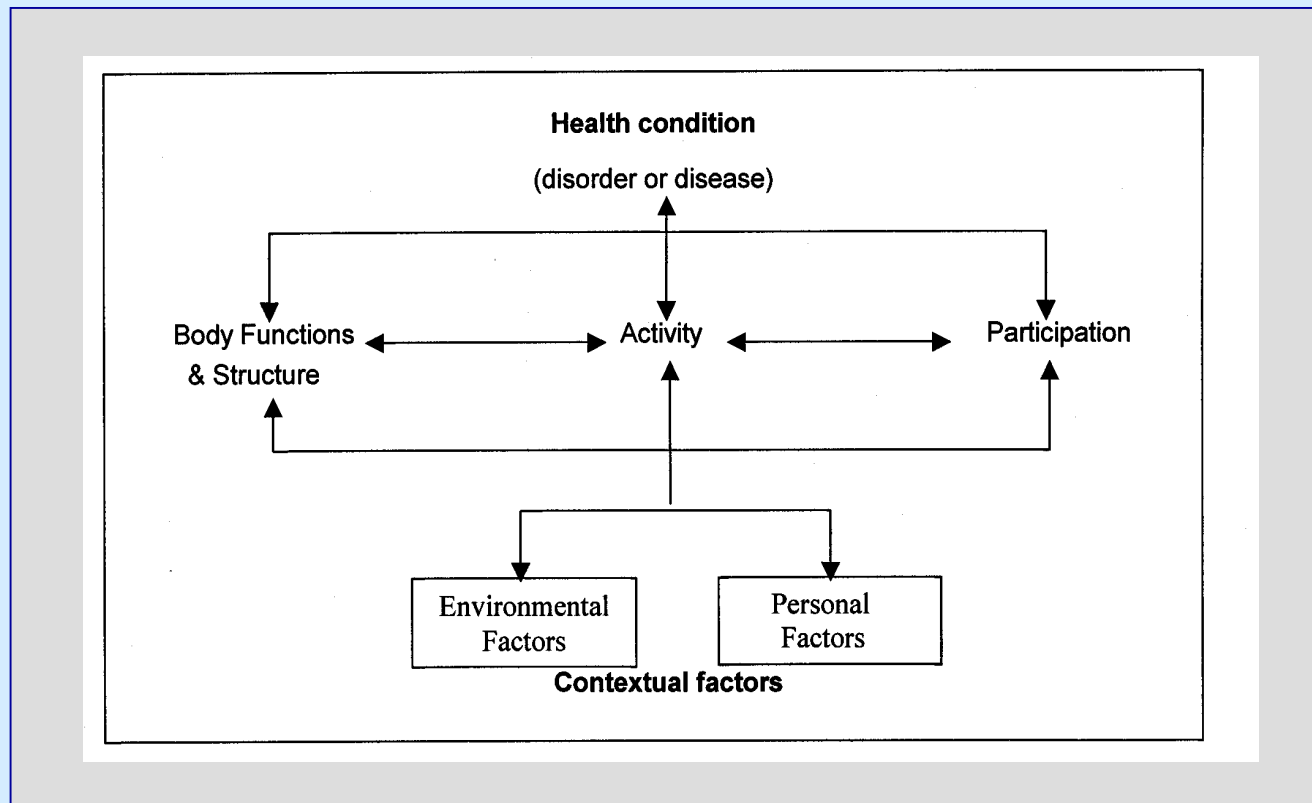 Health condition
(disorder or disease)
Body Functions
& Structure
Activity
Participation
Environmental
Factors
Personal
Factors
Contextual factors